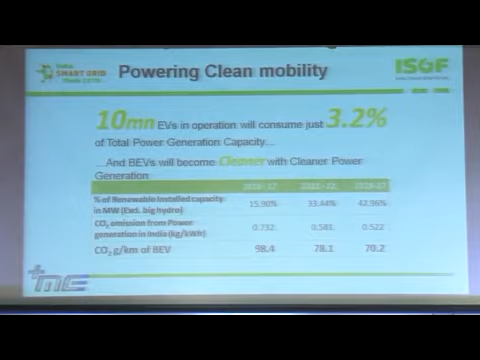 India
SMART GRID
Powering Clean mobility
ISGF
10mn EVs in operation will consume just 3.2%
of Total Power Generation Capacity...
...And BEVs will become Cleaner with Cleaner Power
Generation:
% of Renewable Installed capacity
in MW (Excl. big hydro): 15.90% 33.44% 42.96%
CO2 emission from Power
generation in India (kg/kWhr): 0.732 0.581 0.522
CO2 g/km of BEV 98.4 78.1 70.2